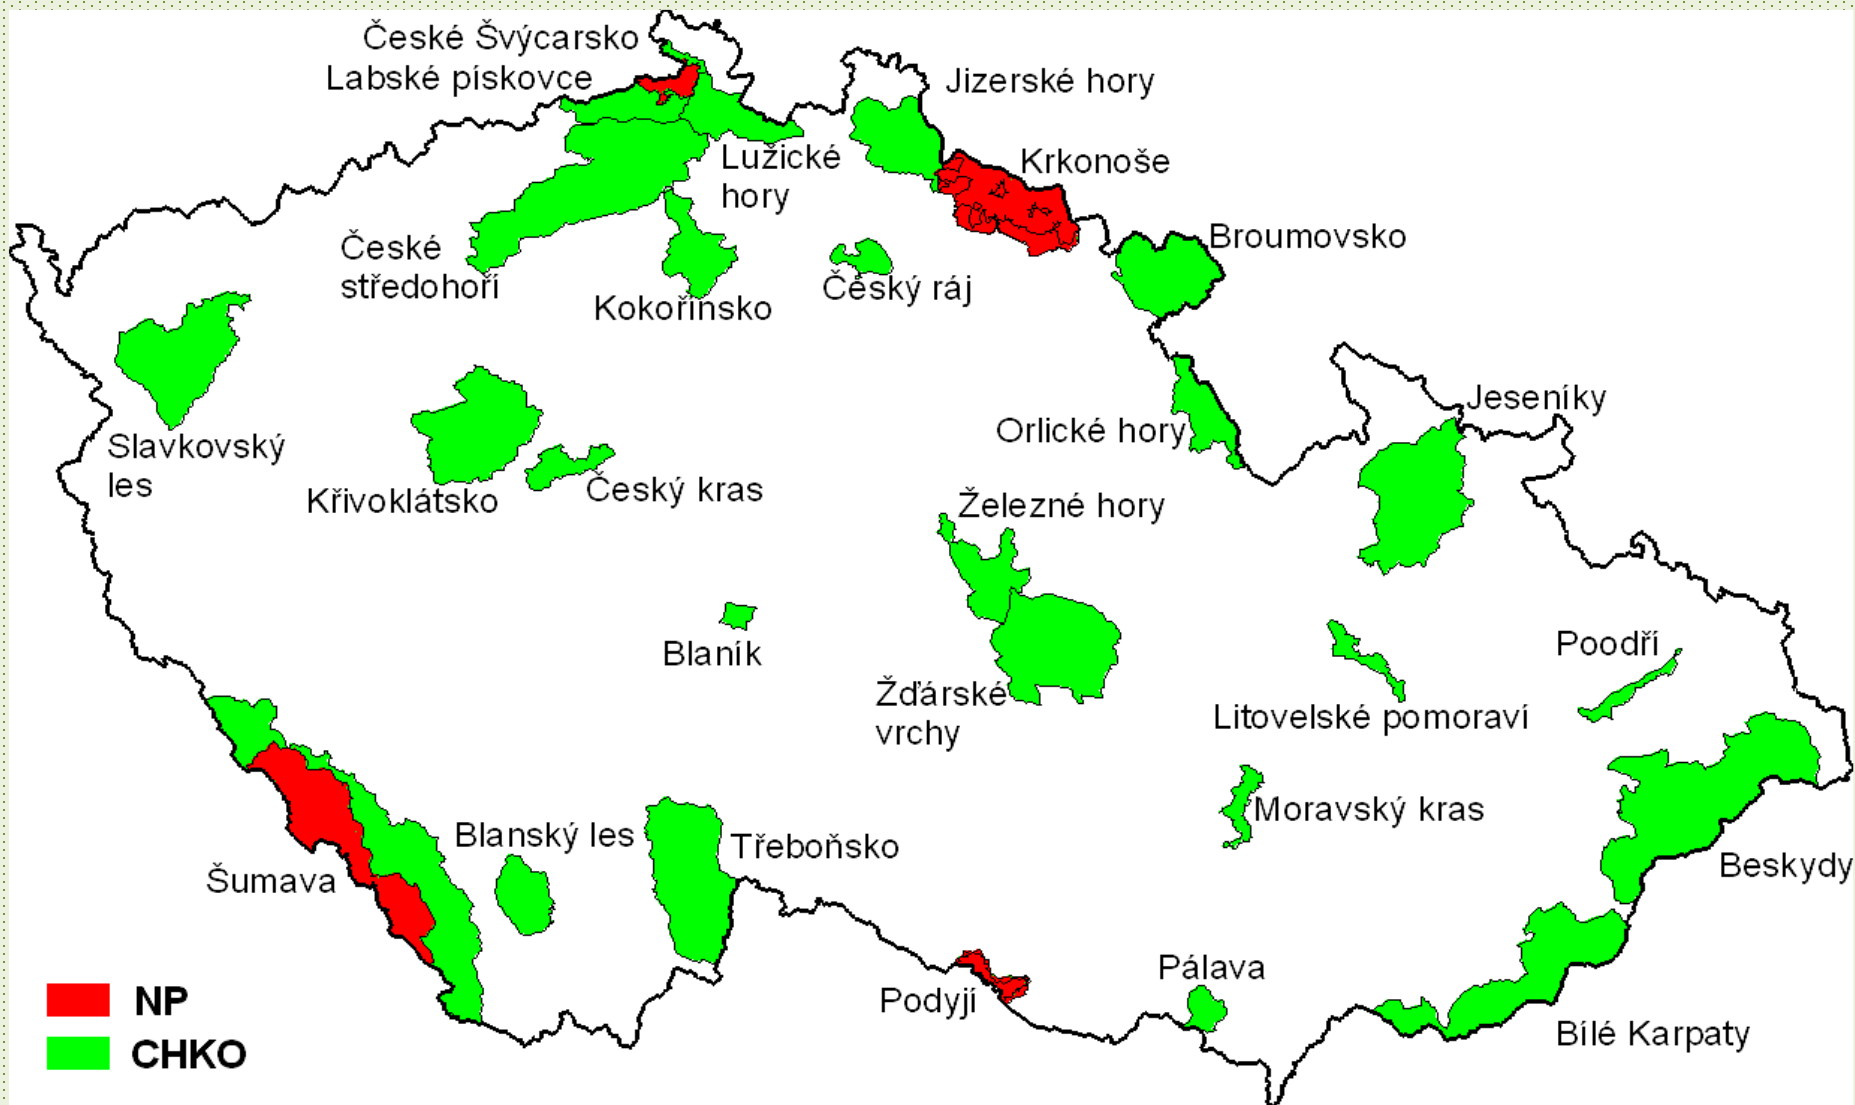 České Švýcarsko
Labské pískovce
Jizerské hory
Lužické
hory
Krkonoše
České
středohoří
Kokořínsko
Český ráj
Broumovsko
Slavkovský
les
Křivoklátsko
Český kras
Orlické hory
Jeseníky
Železné hory
Blaník
Žďárské
vrchy
Litovelské pomoraví
Poodří
Moravský kras
Beskydy
Šumava
Blanský les
Třeboňsko
Podyjí
Pálava
Bílé Karpaty
NP
CHKO